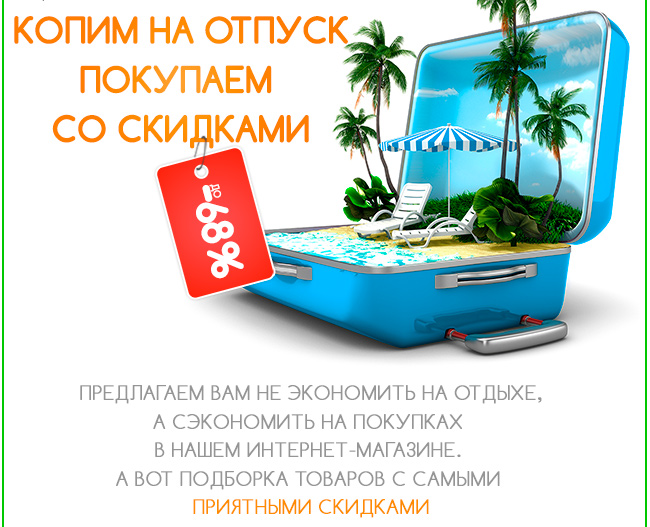 КОПИМ НА ОТПУСК
ПОКУПАЕМ
СО СКИДКАМИ
ДО
-68%
ПРЕДЛАГАЕМ ВАМ НЕ ЭКОНОМИТЬ НА ОТДЫХЕ,
А СЭКОНОМИТЬ НА ПОКУПКАХ
В НАШЕМ ИНТЕРНЕТ-МАГАЗИНЕ.
А ВОТ ПОДБОРКА ТОВАРОВ С САМЫМИ
ПРИЯТНЫМИ СКИДКАМИ